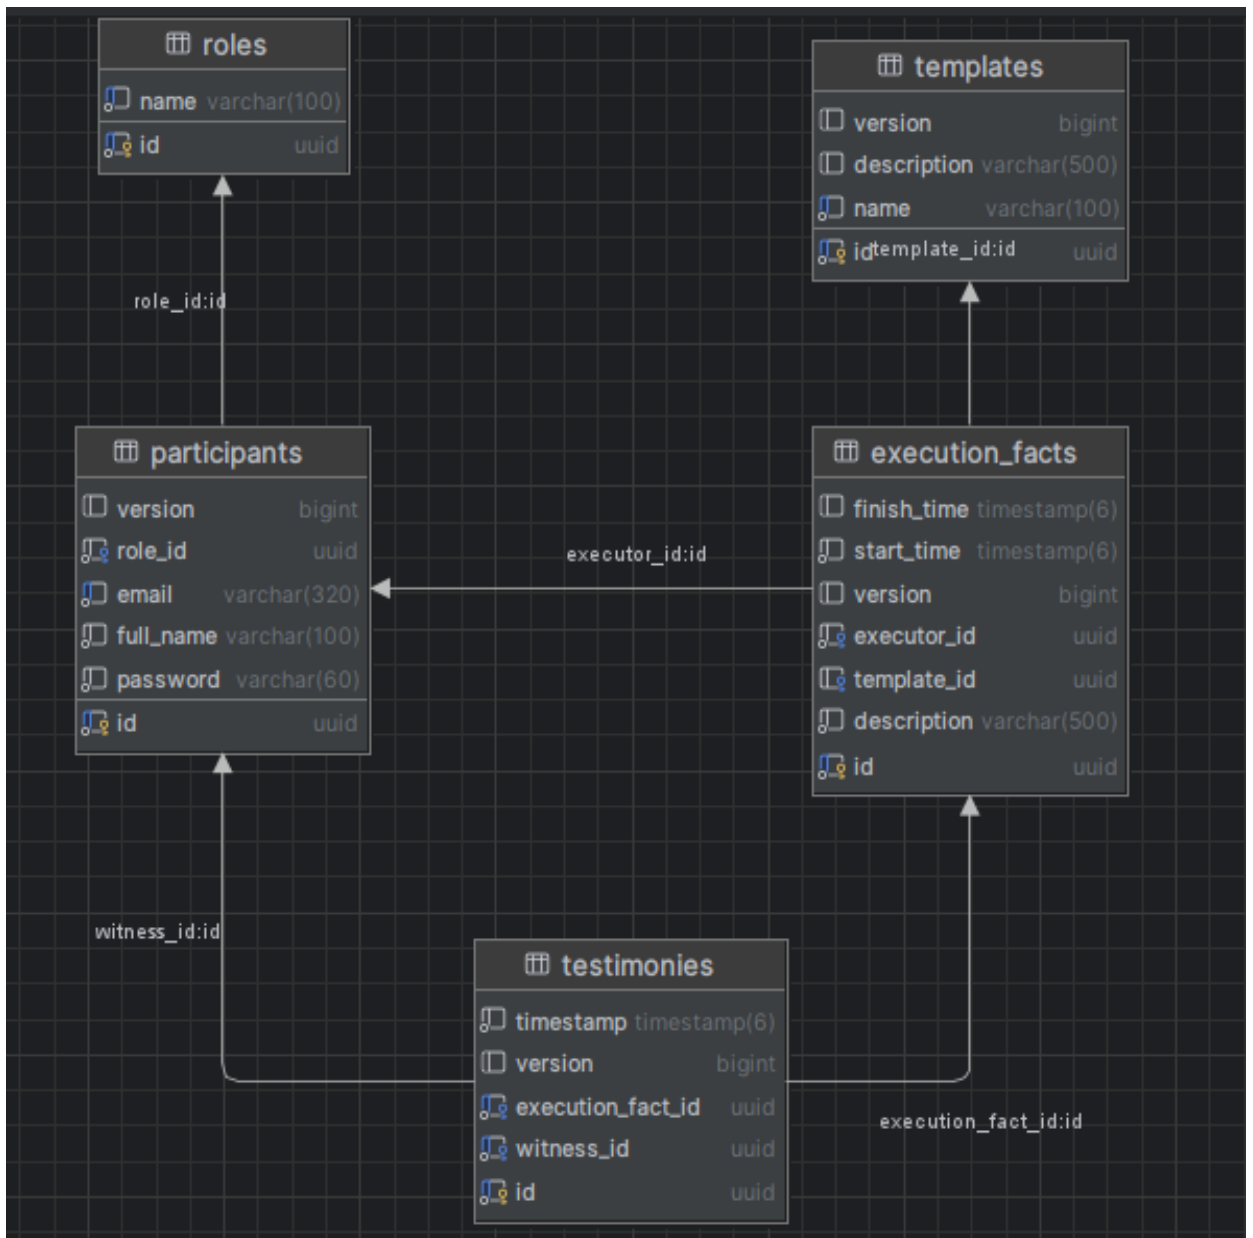 roles
name varchar(100)
id uuid
templates
version bigint
description varchar(500)
name varchar(100)
id uuid
template_id:id
role_id:id
participants
version bigint
role_id uuid
email varchar(320)
full_name varchar(100)
password varchar(60)
id uuid
executor_id:id
execution_facts
finish_time timestamp(6)
start_time timestamp(6)
version bigint
executor_id uuid
template_id uuid
description varchar(500)
id uuid
witness_id:id
testimonies
timestamp timestamp(6)
version bigint
execution_fact_id uuid
witness_id uuid
id uuid
execution_fact_id:id